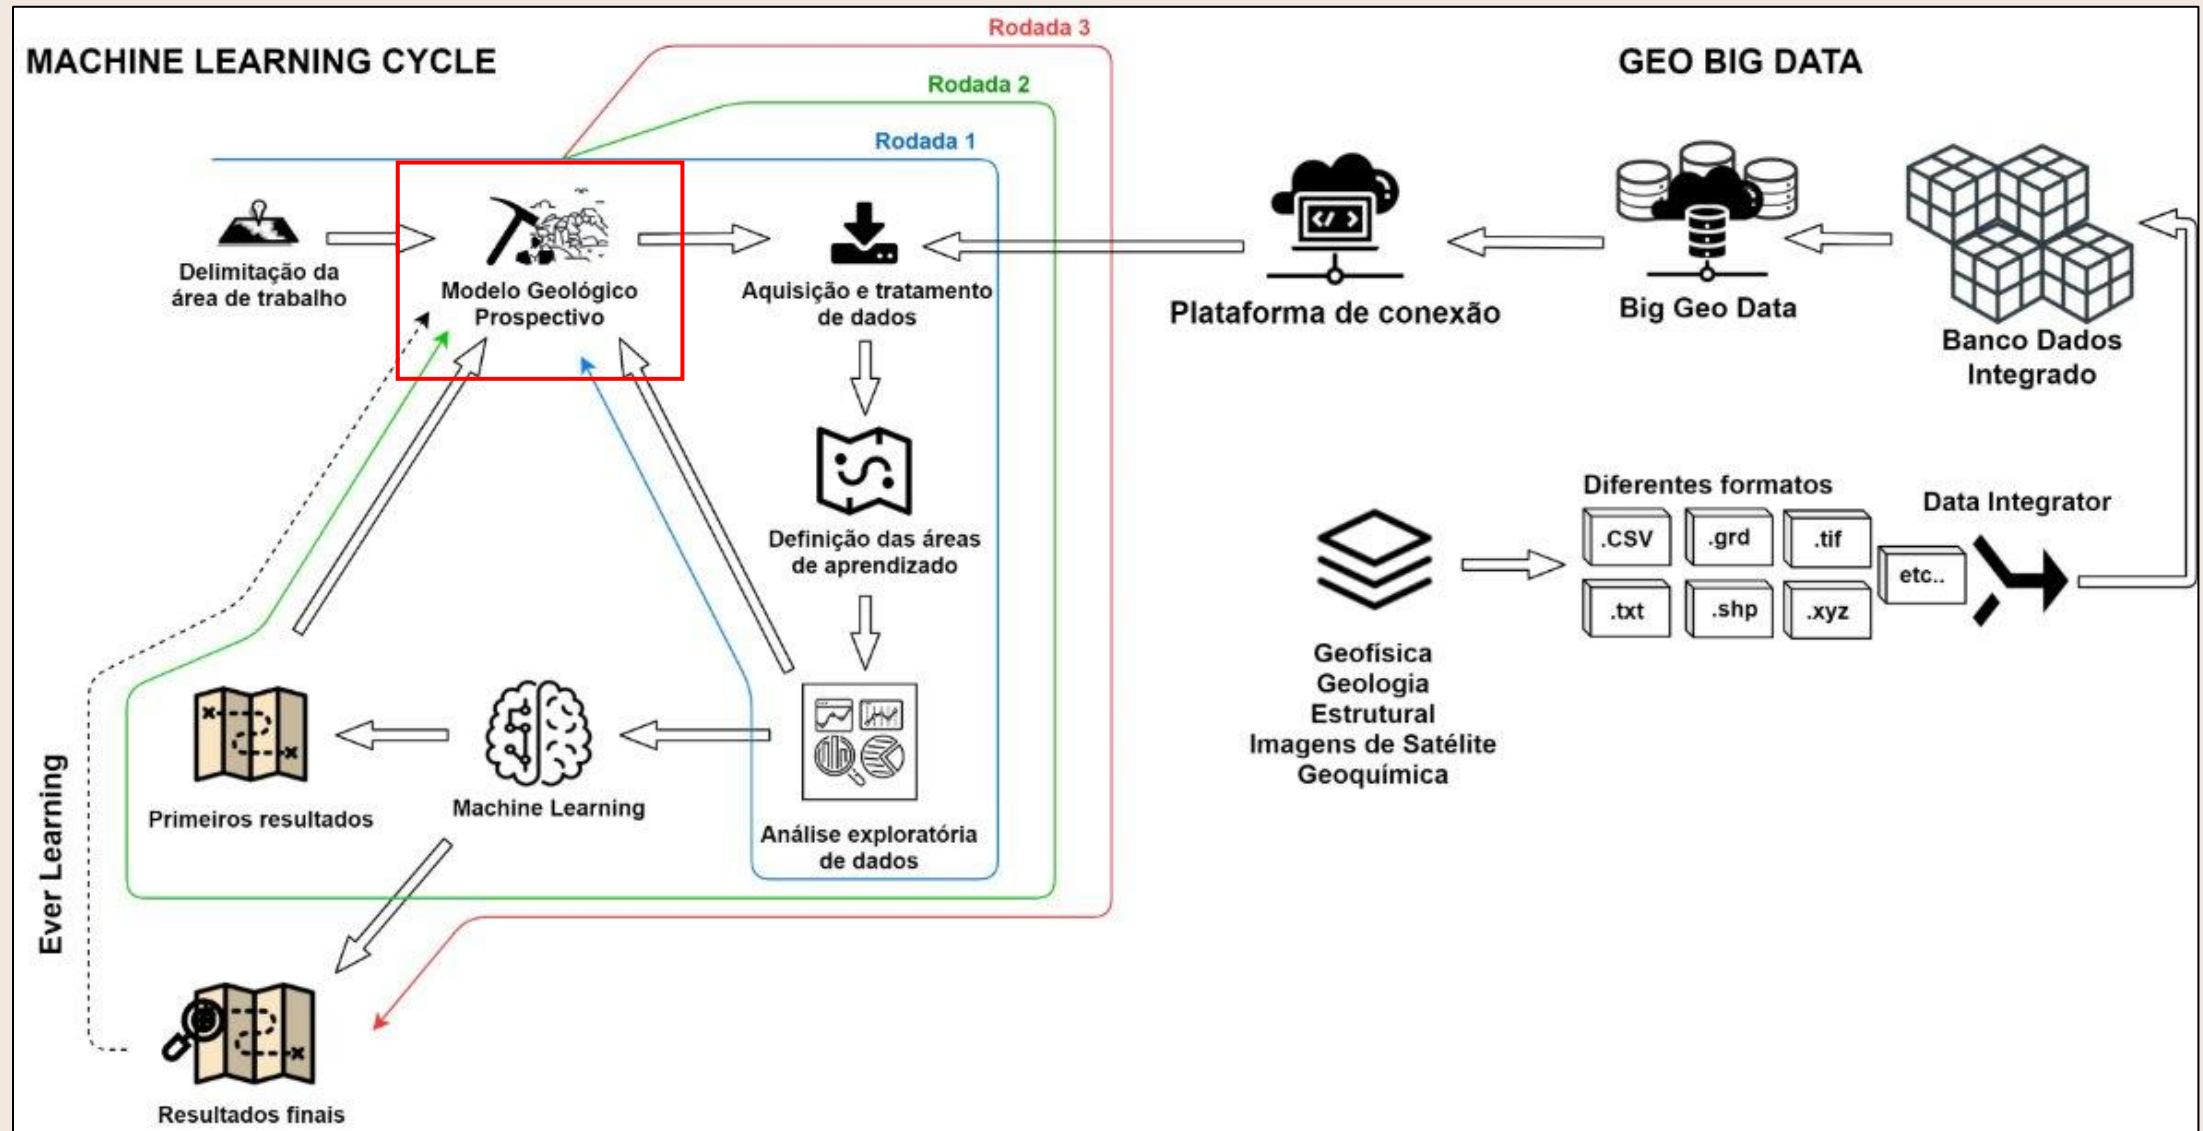 Rodada 3
MACHINE LEARNING CYCLE
GEO BIG DATA
Rodada 2
Rodada 1
Delimitação da
área de trabalho
Modelo Geológico
Prospectivo
Aquisição e tratamento
de dados
Plataforma de conexão
Big Geo Data
Banco Dados
Integrado
Definição das áreas
de aprendizado
Diferentes formatos
Data Integrator
.CSV
.grd
.tif
etc..
.txt
.shp
.xyz
Geofísica
Geologia
Estrutural
Imagens de Satélite
Geoquímica
Primeiros resultados
Machine Learning
Análise exploratória
de dados
Ever Learning
Resultados finais